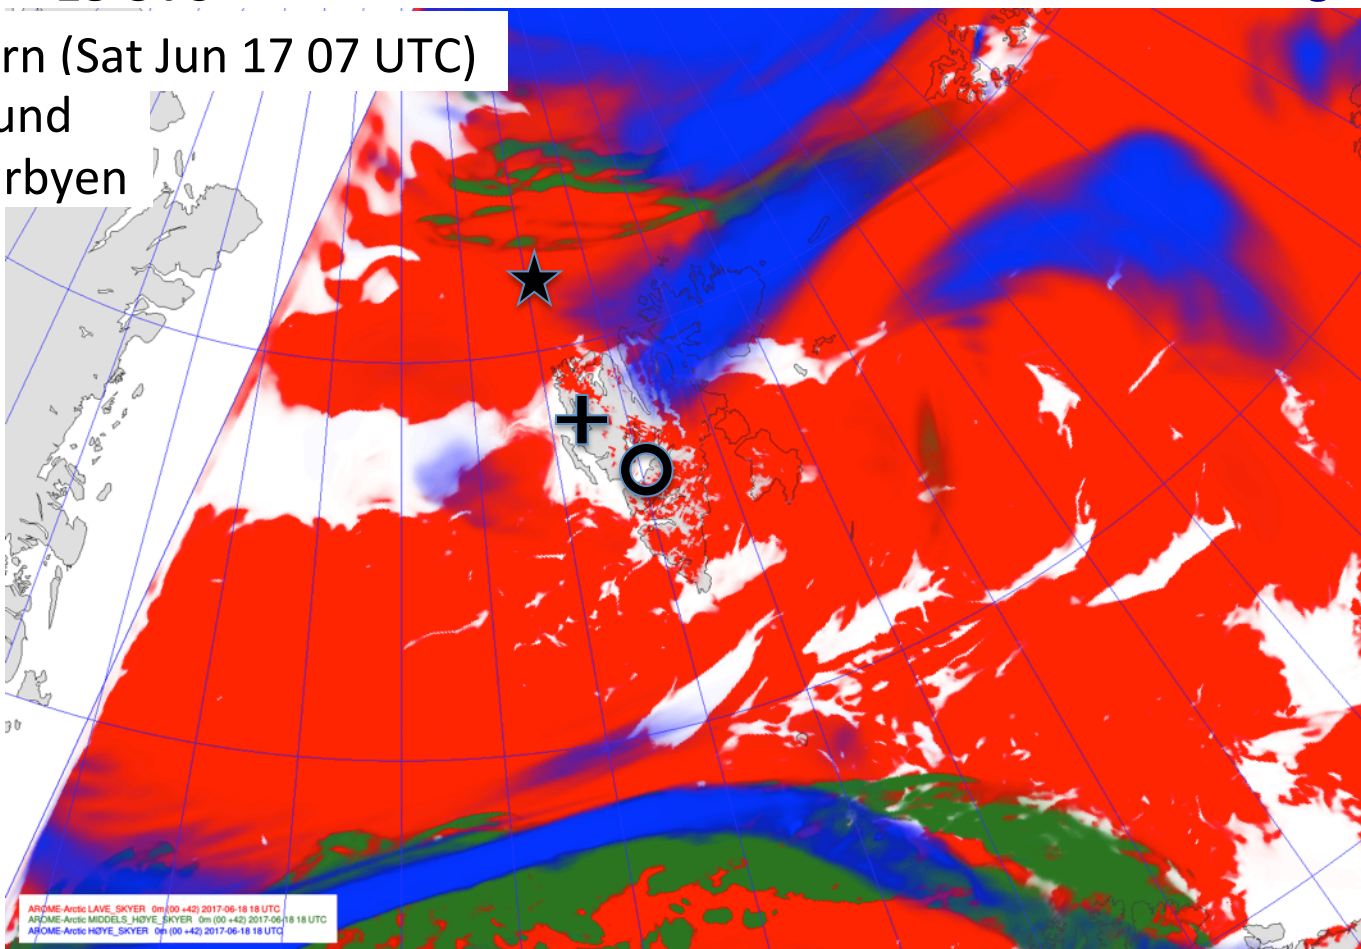 rn (Sat Jun 17 07 UTC)
und
rbyen
AROME-Arctic LAVE_SKYER 0m (00 +42) 2017-06-18 18 UTC
AROME-Arctic MIDDELS_HØYE_SKYER 0m (00 +42) 2017-06-18 18 UTC
AROME-Arctic HØYE_SKYER 0m (00 +42) 2017-06-18 18 UTC